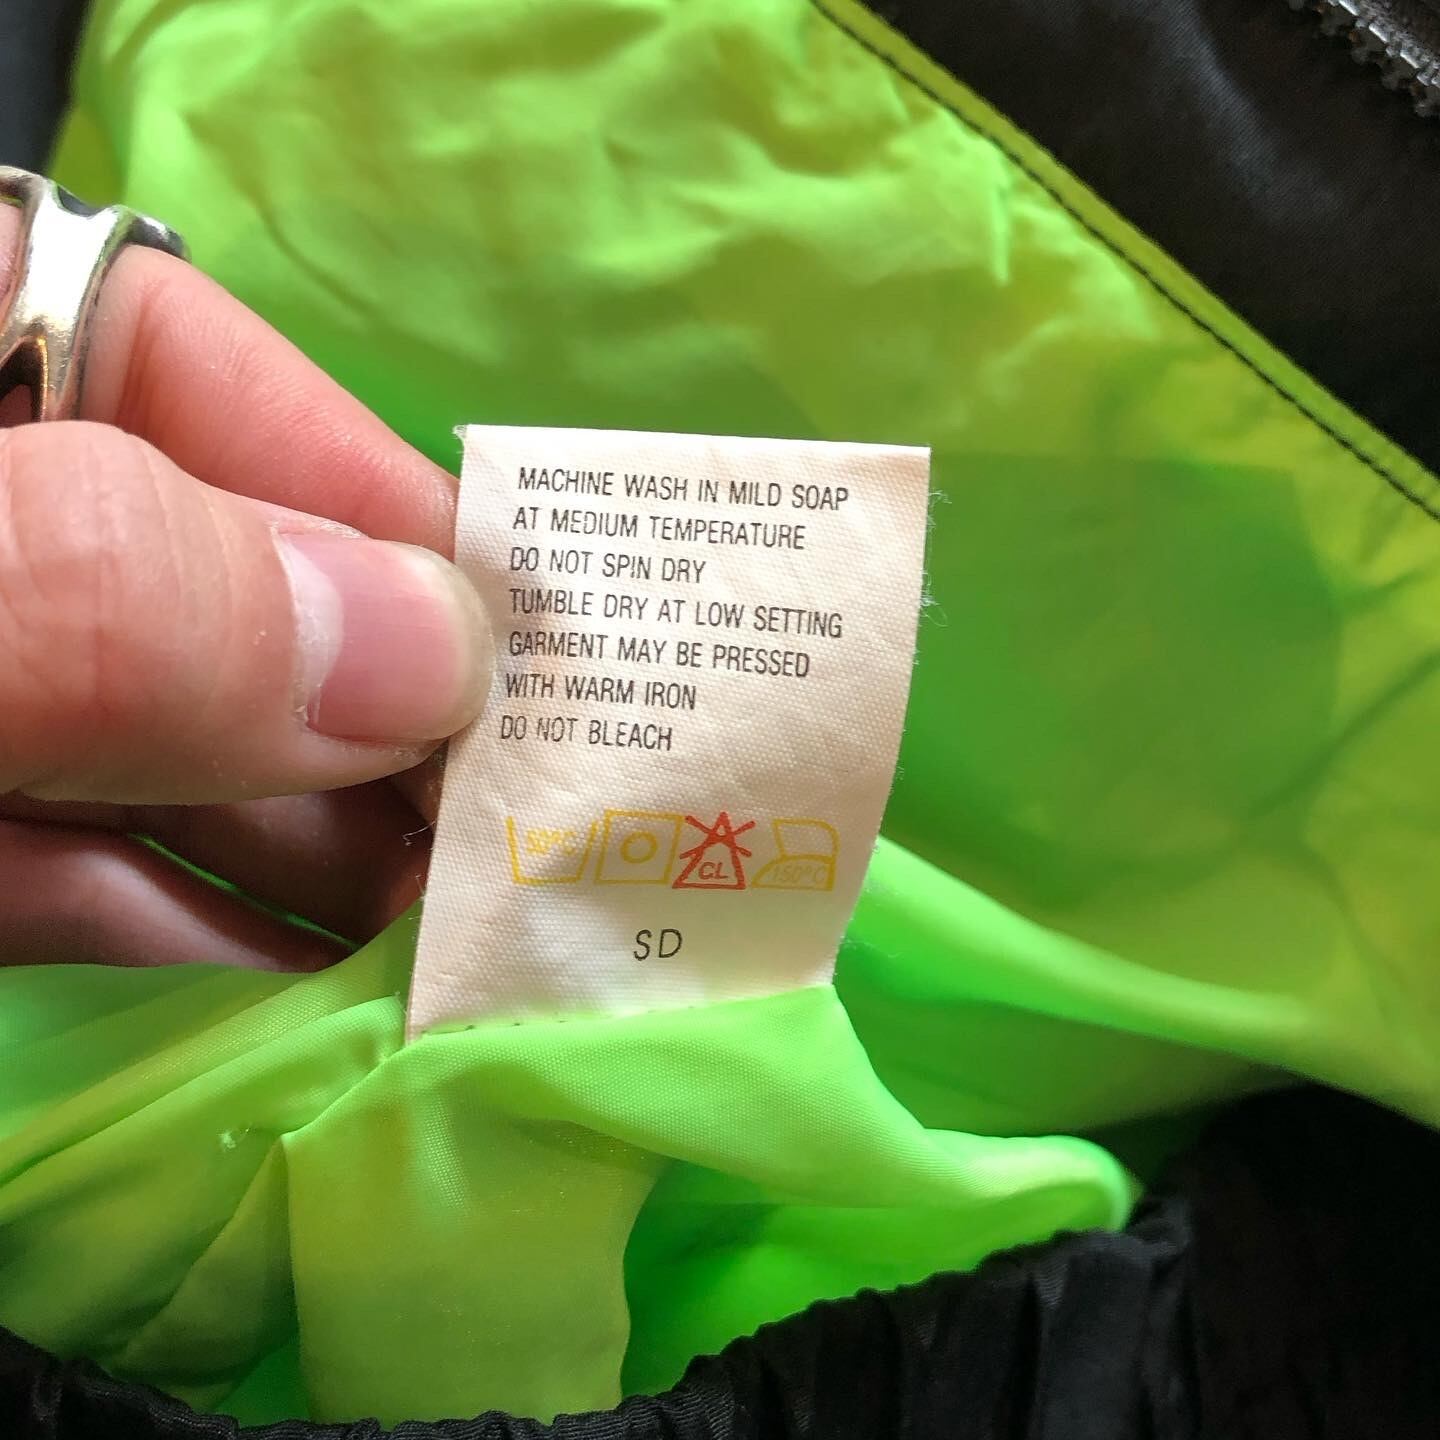 MACHINE WASH IN MILD SOAP
AT MEDIUM TEMPERATURE
DO NOT SPIN DRY
TUMBLE DRY AT LOW SETTING
GARMENT MAY BE PRESSED
WITH WARM IRON
DO NOT BLEACH
CL 150°C
SD